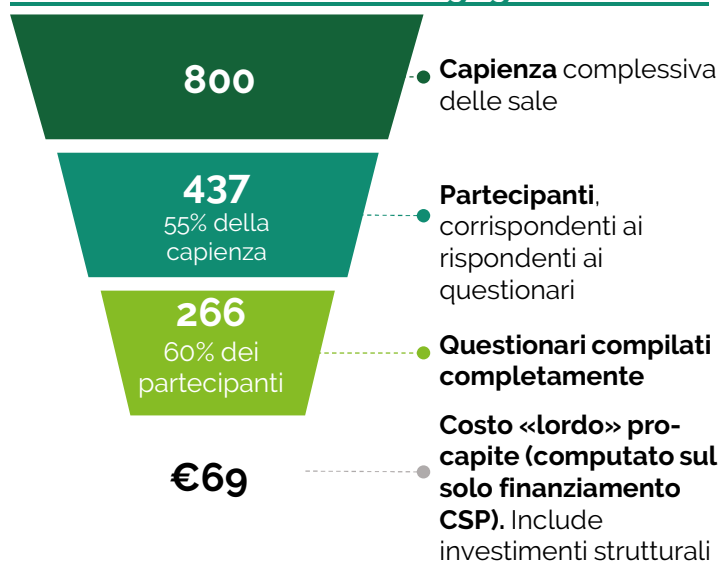 800
Capienza complessiva
delle sale
437
55% della
capienza
Partecipanti,
corrispondenti ai
rispondenti ai
questionari
266
60% dei
partecipanti
Questionari compilati
completamente
€69
Costo «lordo» pro-
capite (computato sul
solo finanziamento
CSP). Include
investimenti strutturali